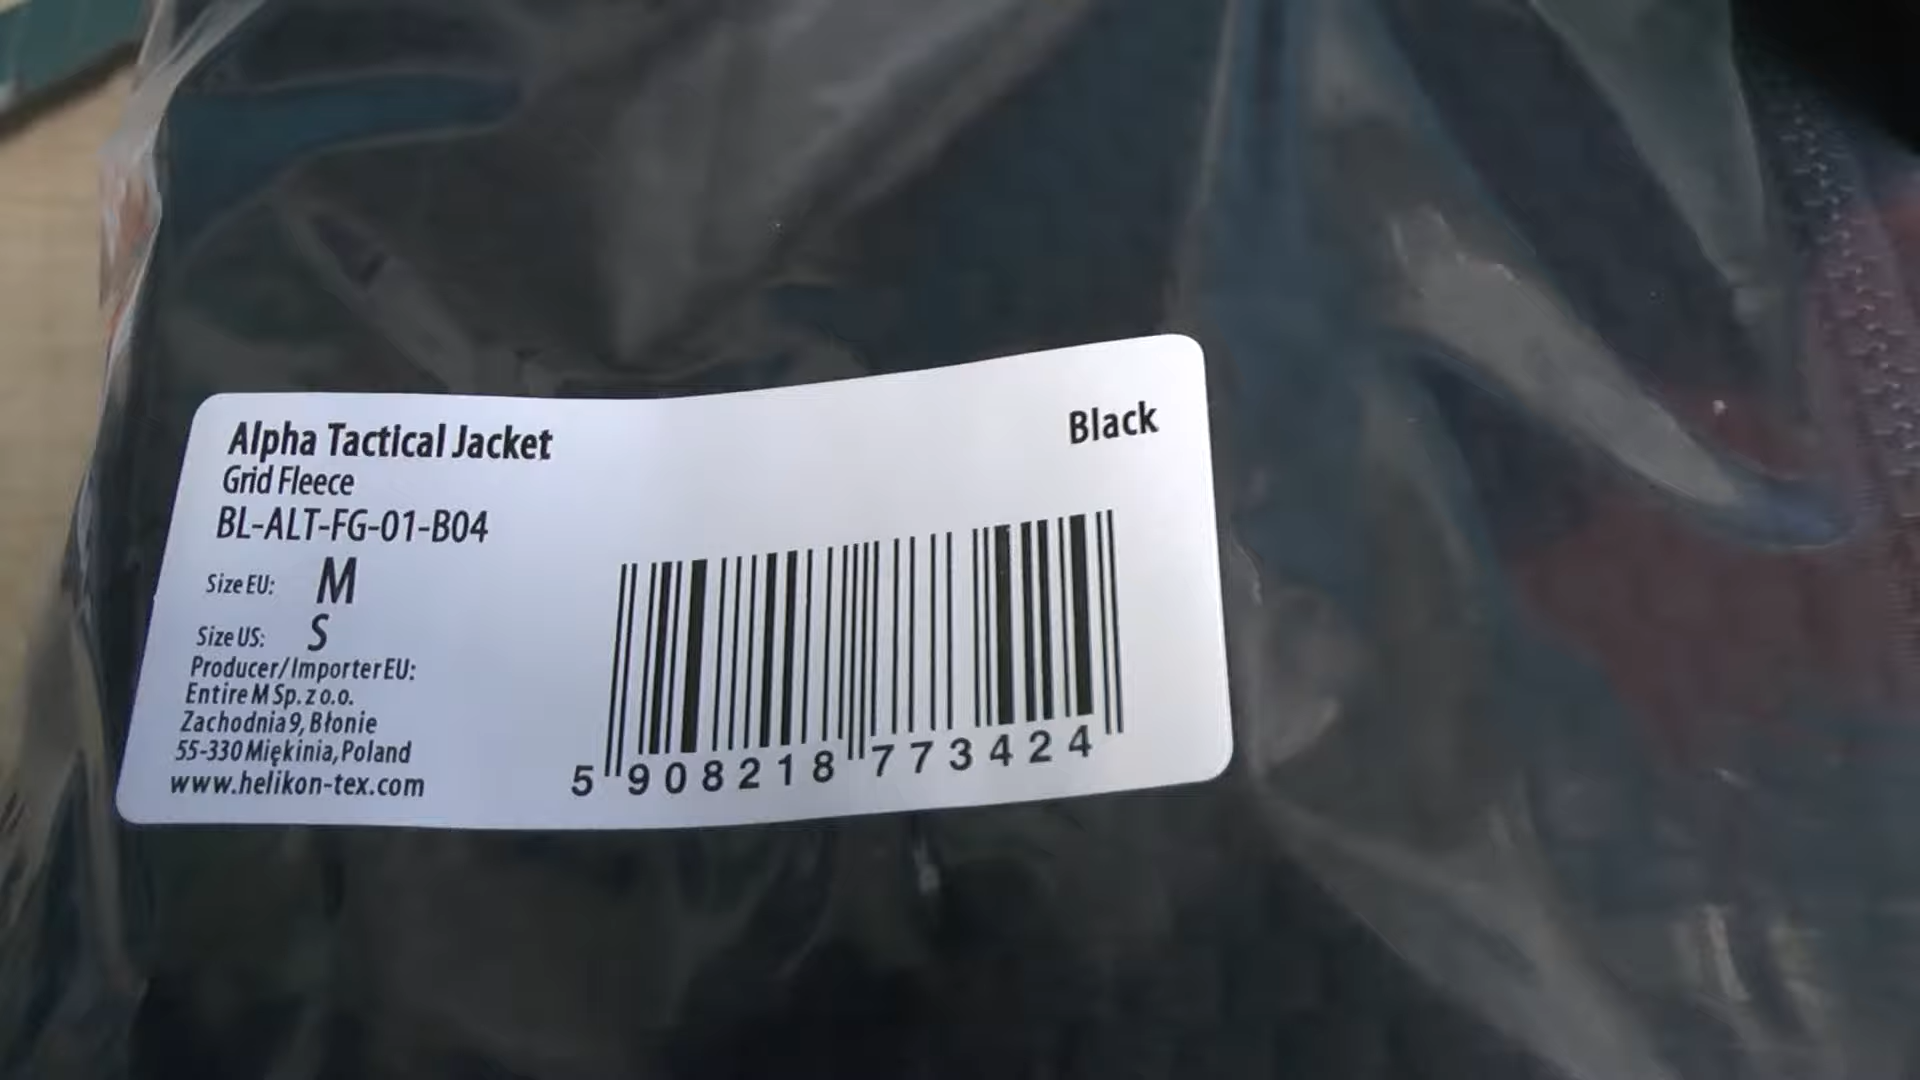 Alpha Tactical Jacket
Black
Grid Fleece
BL-ALT-FG-01-B04
Size EU: M
Size US: S
Producer/Importer EU:
Entire M Sp. z o.o.
Zachodnia 9, Błonie
55-330 Miękinia, Poland
www.helikon-tex.com
5 908218 773424